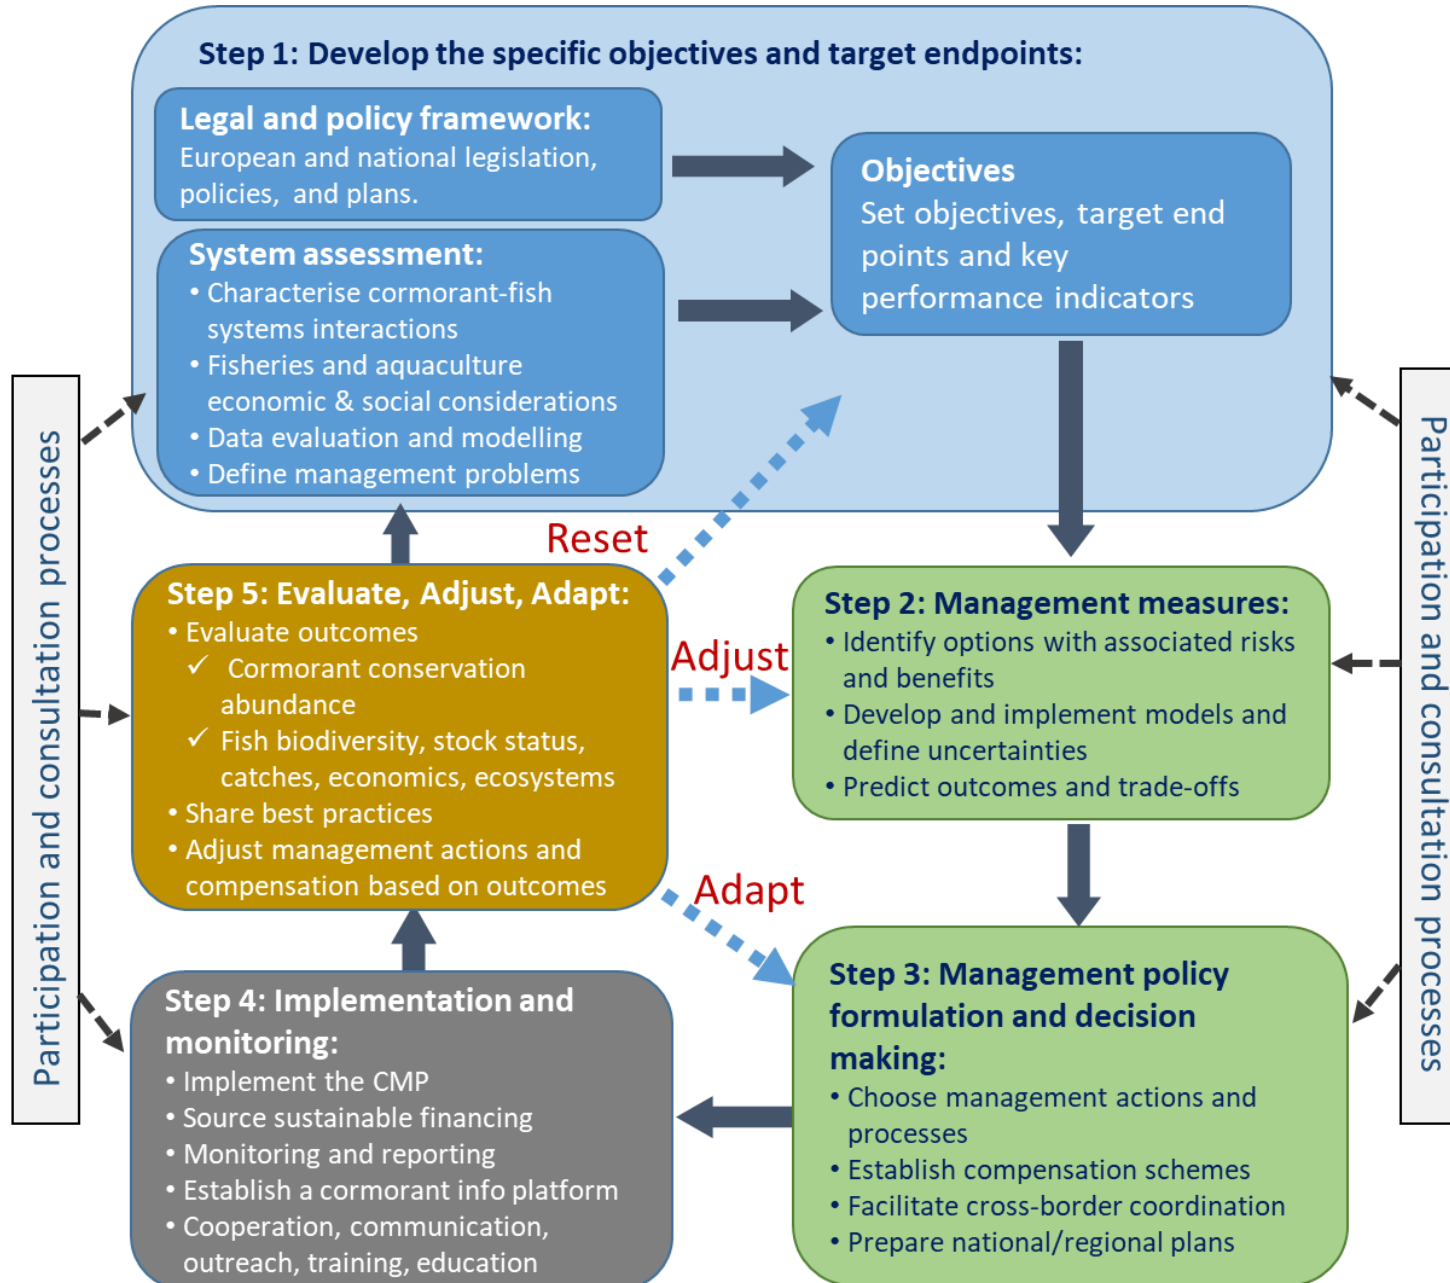 Step 1: Develop the specific objectives and target endpoints:
Legal and policy framework:
European and national legislation,
policies, and plans.
System assessment:
• Characterise cormorant-fish
systems interactions
• Fisheries and aquaculture
economic & social considerations
• Data evaluation and modelling
• Define management problems
Objectives
Set objectives, target end
points and key
performance indicators
Participation and consultation processes
Participation and consultation processes
Reset
Adjust
Adapt
Step 2: Management measures:
• Identify options with associated risks
and benefits
• Develop and implement models and
define uncertainties
• Predict outcomes and trade-offs
Step 3: Management policy
formulation and decision
making:
• Choose management actions and
processes
• Establish compensation schemes
• Facilitate cross-border coordination
• Prepare national/regional plans
Step 4: Implementation and
monitoring:
• Implement the CMP
• Source sustainable financing
• Monitoring and reporting
• Establish a cormorant info platform
• Cooperation, communication,
outreach, training, education
Step 5: Evaluate, Adjust, Adapt:
• Evaluate outcomes
✓ Cormorant conservation
abundance
✓ Fish biodiversity, stock status,
catches, economics, ecosystems
• Share best practices
• Adjust management actions and
compensation based on outcomes